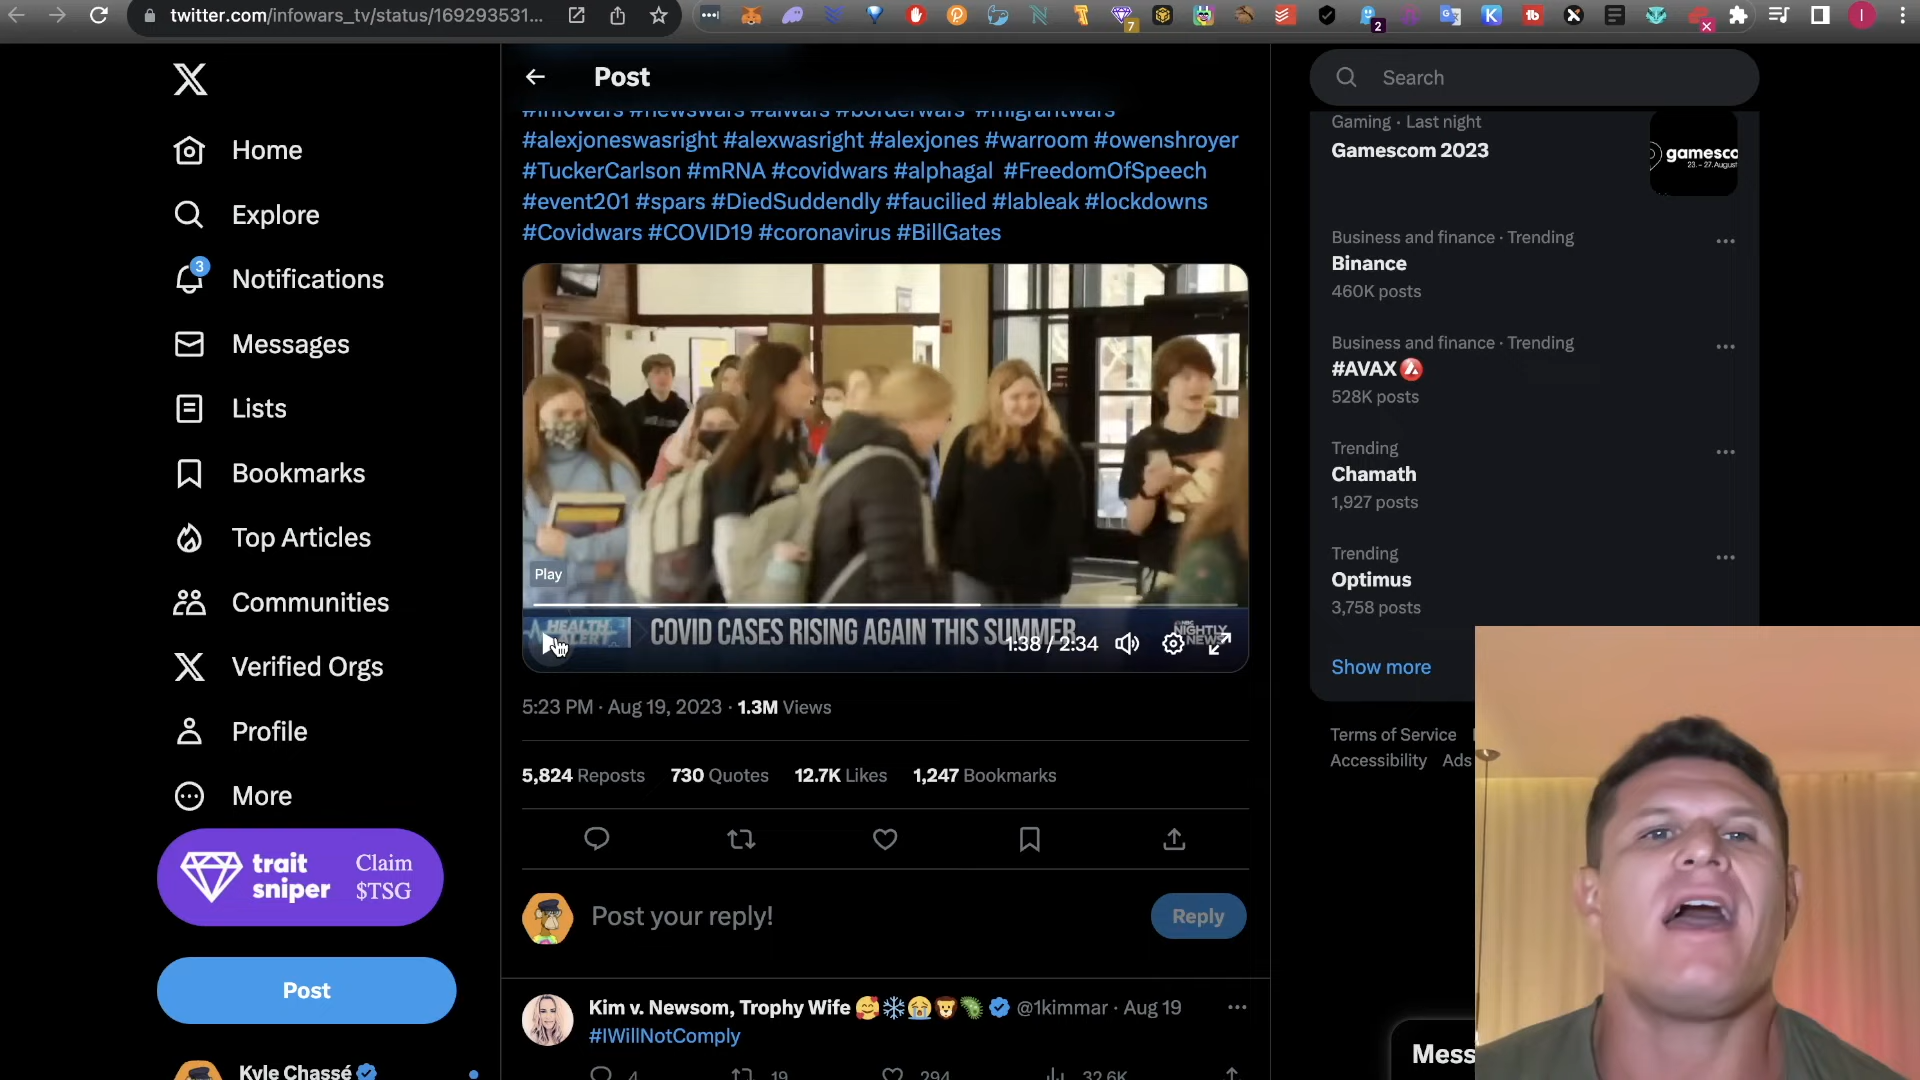 twitter.com/infowars_tv/status/169293531...
7
2
Post
Search
Home
Explore
3
Notifications
Messages
Lists
Bookmarks
Top Articles
Communities
Verified Orgs
Profile
More
trait sniper
Claim $TSG
Post
Kyle Chassé
#infowars #newswars #aiwars #borderwars #migrantwars
#alexjoneswasright #alexwasright #alexjones #warroom #owenshroyer
#TuckerCarlson #mRNA #covidwars #alphagal #FreedomOfSpeech
#event201 #spars #DiedSuddendly #faucilied #lableak #lockdowns
#Covidwars #COVID19 #coronavirus #BillGates
Play
HEALTH ALERT
COVID CASES RISING AGAIN THIS SUMMER
NIGHTLY NEWS
1:38 / 2:34
5:23 PM · Aug 19, 2023 · 1.3M Views
5,824 Reposts 730 Quotes 12.7K Likes 1,247 Bookmarks
Post your reply!
Reply
Kim v. Newsom, Trophy Wife 🥰❄️😭🦁🦠 @1kimmar · Aug 19
#IWillNotComply
4 19 294 32.6K
Gaming · Last night
Gamescom 2023
gamesco
23. – 27. August
Business and finance · Trending
Binance
460K posts
Business and finance · Trending
#AVAX
528K posts
Trending
Chamath
1,927 posts
Trending
Optimus
3,758 posts
Show more
Terms of Service
Accessibility Ads
Mess